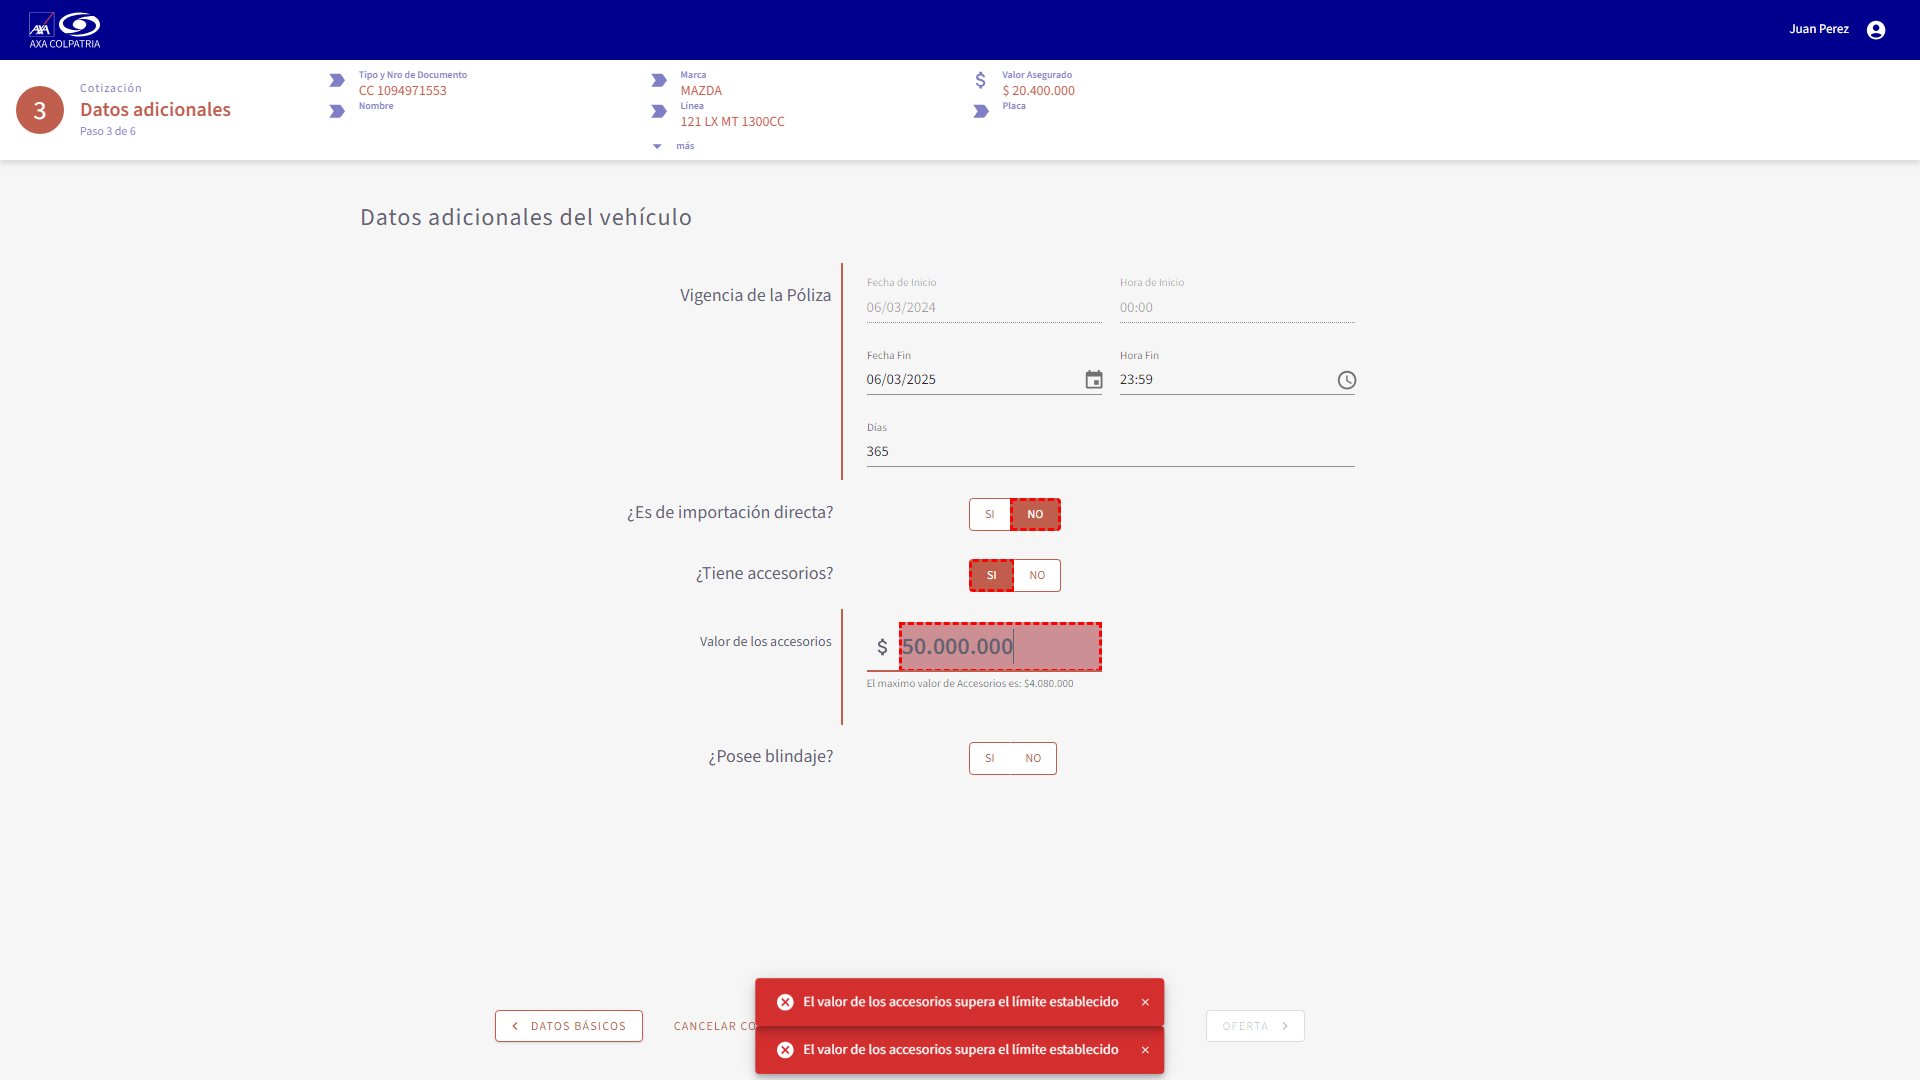 AXA
AXA COLPATRIA
Juan Perez
3
Cotización
Datos adicionales
Paso 3 de 6
Tipo y Nro de Documento
CC 1094971553
Nombre
Marca
MAZDA
Línea
121 LX MT 1300CC
más
$
Valor Asegurado
$ 20.400.000
Placa
Datos adicionales del vehículo
Vigencia de la Póliza
Fecha de Inicio
06/03/2024
Hora de Inicio
00:00
Fecha Fin
06/03/2025
Hora Fin
23:59
Días
365
¿Es de importación directa?
SI
NO
¿Tiene accesorios?
SI
NO
Valor de los accesorios
$
50.000.000
El maximo valor de Accesorios es: $4.080.000
¿Posee blindaje?
SI
NO
El valor de los accesorios supera el límite establecido
DATOS BÁSICOS
CANCELAR CO
OFERTA
El valor de los accesorios supera el límite establecido